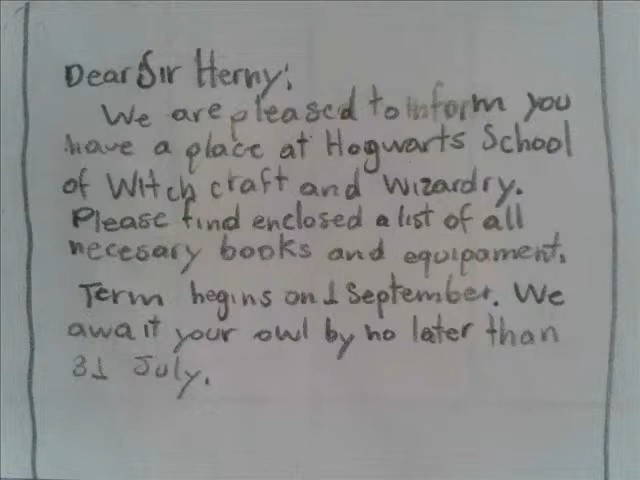 Dear Sir Herny:
We are pleased to inform you
have a place at Hogwarts School
of Witch craft and Wizardry.
Please find enclosed a list of all
necesary books and equipament.
Term begins on 1 September. We
await your owl by no later than
31 July.